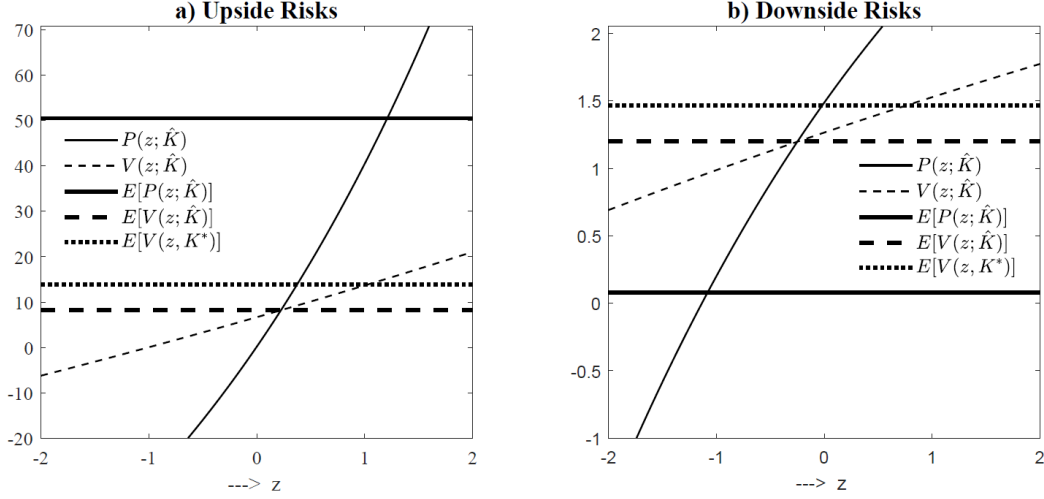 a) Upside Risks
70
60
50
40
30
20
10
0
-10
-20
-2
-1
0
1
2
---> z
P(z; K̂)
V(z; K̂)
E[P(z; K̂)]
E[V(z; K̂)]
E[V(z, K*)]
b) Downside Risks
2
1.5
1
0.5
0
-0.5
-1
-2
-1
0
1
2
---> z
P(z; K̂)
V(z; K̂)
E[P(z; K̂)]
E[V(z; K̂)]
E[V(z, K*)]